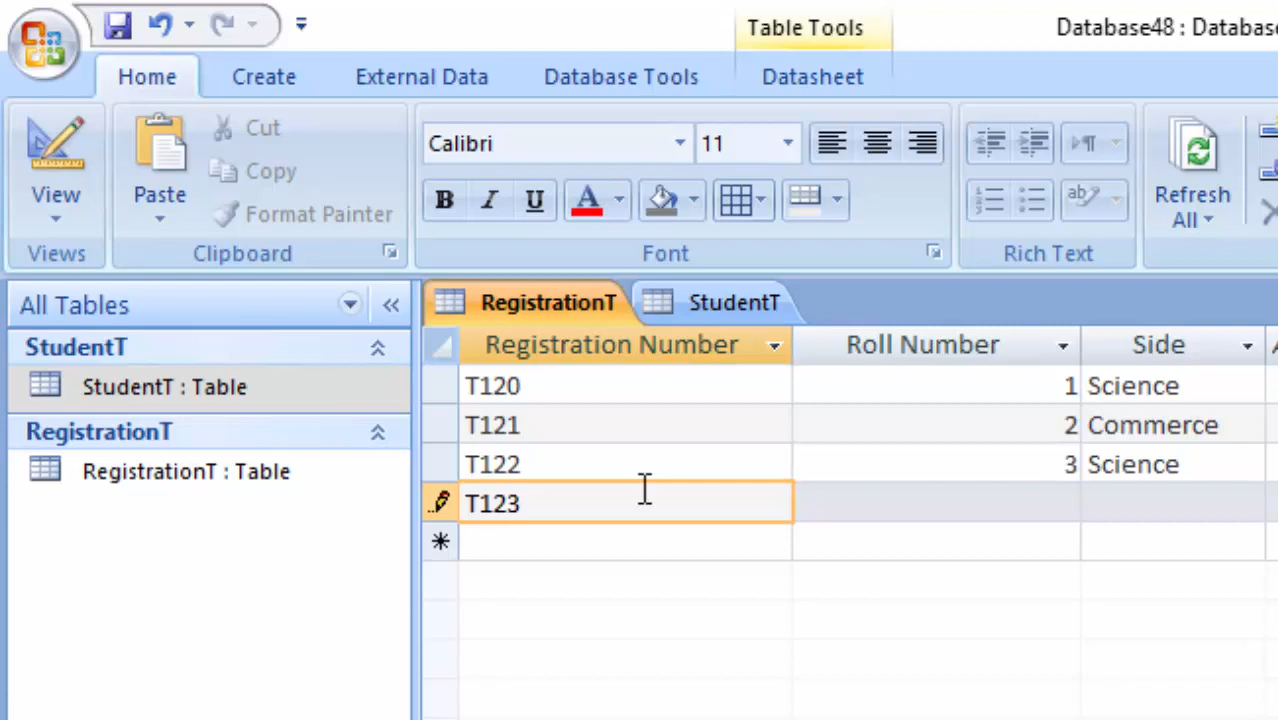 Table Tools
Database48 : Databas
Home Create External Data Database Tools Datasheet
View
Paste
Cut
Copy
Format Painter
Calibri 11
B I U A
ab
Refresh
All
Views Clipboard Font Rich Text
All Tables
StudentT
StudentT : Table
RegistrationT
RegistrationT : Table
RegistrationT StudentT
Registration Number Roll Number Side
T120 1 Science
T121 2 Commerce
T122 3 Science
T123